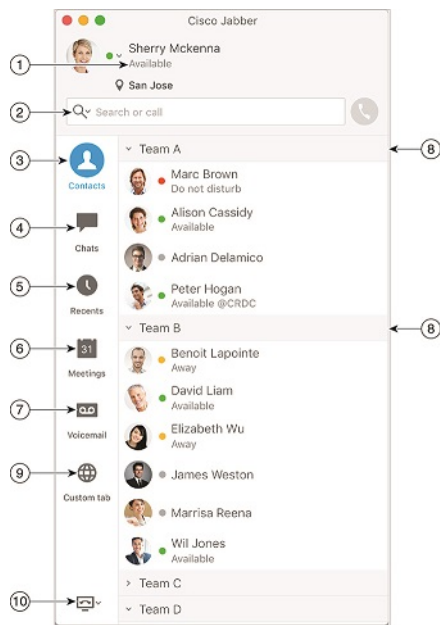 Cisco Jabber
Sherry Mckenna
1
Available
San Jose
2
Search or call
3
Team A
8
Contacts
Marc Brown
Do not disturb
4
Chats
Alison Cassidy
Available
Adrian Delamico
5
Recents
Peter Hogan
Available @CRDC
Team B
8
6
31
Meetings
Benoit Lapointe
Away
David Liam
Available
7
Voicemail
Elizabeth Wu
Away
9
Custom tab
James Weston
Marrisa Reena
Wil Jones
Available
Team C
10
Team D